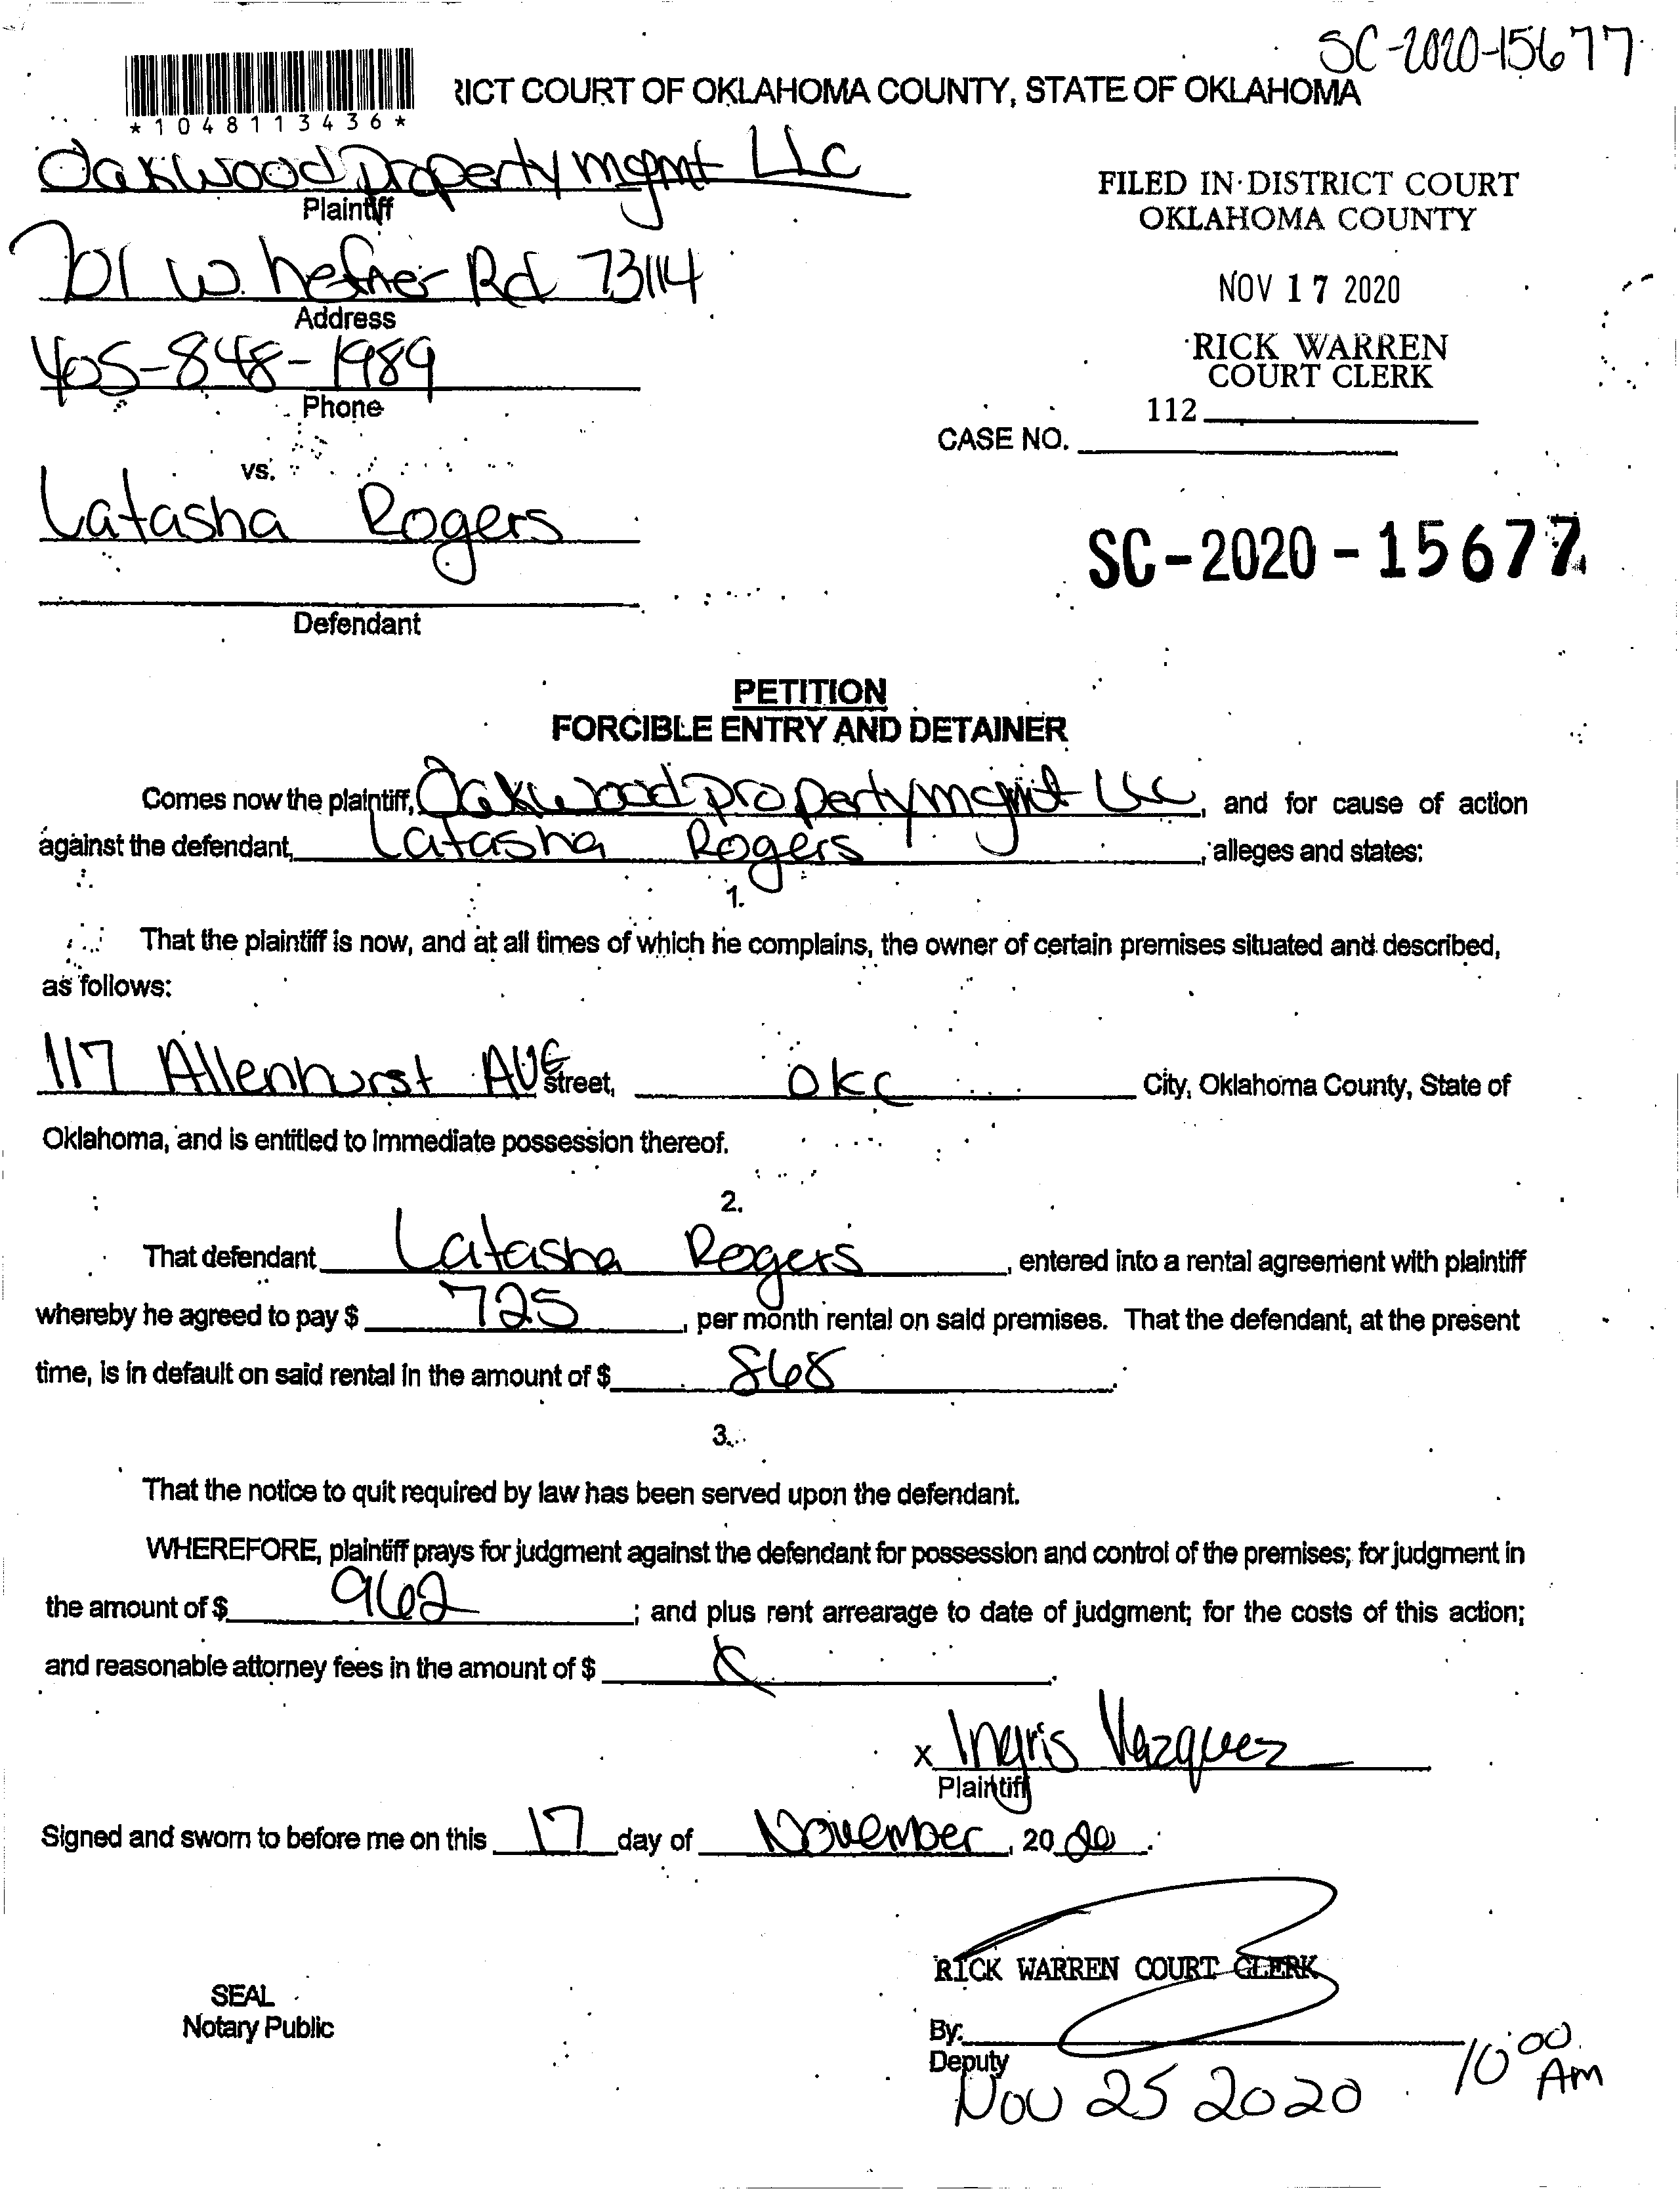 SC-2020-15677
RICT COURT OF OKLAHOMA COUNTY, STATE OF OKLAHOMA
*1048113436*
Oakwood Property mgmt LLC
Plaintiff
FILED IN DISTRICT COURT
OKLAHOMA COUNTY
701 W. hefner Rd 73114
Address
NOV 17 2020
405-848-1989
Phone
RICK WARREN
COURT CLERK
112
CASE NO.
vs.
Latasha Rogers
Defendant
SC-2020-15677
PETITION
FORCIBLE ENTRY AND DETAINER
Comes now the plaintiff, Oakwood property mgmt LLC, and for cause of action
against the defendant, Latasha Rogers, alleges and states:
1.
That the plaintiff is now, and at all times of which he complains, the owner of certain premises situated and described,
as follows:
117 Allenhurst AVE Street, OKC City, Oklahoma County, State of
Oklahoma, and is entitled to immediate possession thereof.
2.
That defendant Latasha Rogers, entered into a rental agreement with plaintiff
whereby he agreed to pay $ 725, per month rental on said premises. That the defendant, at the present
time, is in default on said rental in the amount of $ 868.
3.
That the notice to quit required by law has been served upon the defendant.
WHEREFORE, plaintiff prays for judgment against the defendant for possession and control of the premises; for judgment in
the amount of $ 962; and plus rent arrearage to date of judgment; for the costs of this action;
and reasonable attorney fees in the amount of $
x Ingris Vazquez
Plaintiff
Signed and sworn to before me on this 17 day of November, 2020.
RICK WARREN COURT CLERK
SEAL
Notary Public
By:
Deputy
Nov 25 2020 10:00 Am